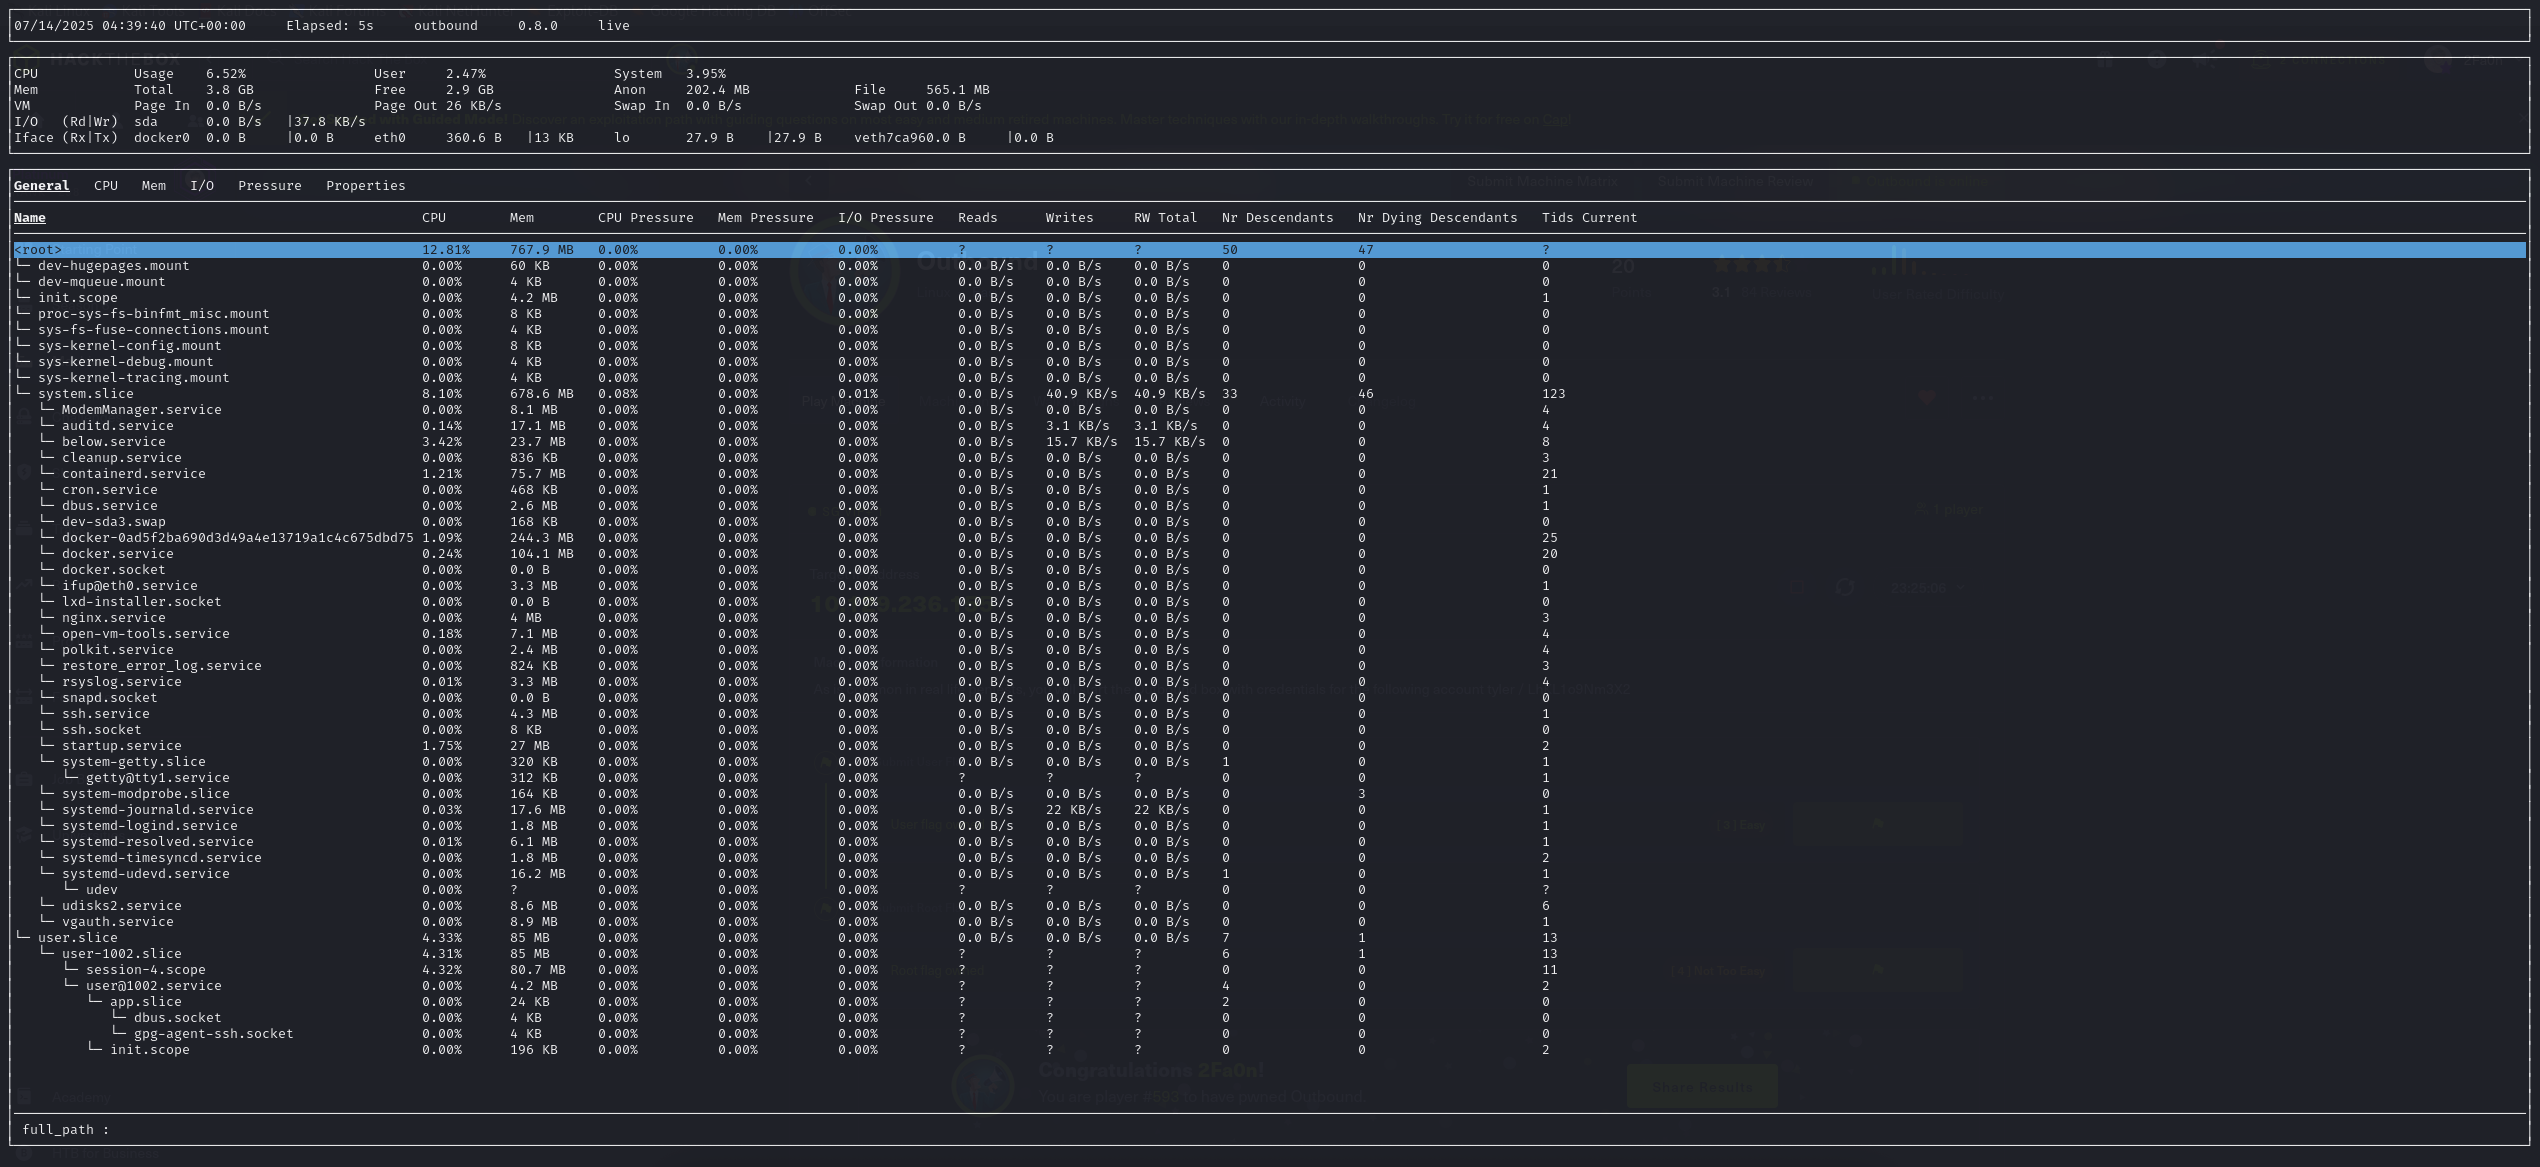 07/14/2025 04:39:40 UTC+00:00 Elapsed: 5s outbound 0.8.0 live
CPU Usage 6.52% User 2.47% System 3.95%
Mem Total 3.8 GB Free 2.9 GB Anon 202.4 MB File 565.1 MB
VM Page In 0.0 B/s Page Out 26 KB/s Swap In 0.0 B/s Swap Out 0.0 B/s
I/O (Rd|Wr) sda 0.0 B/s |37.8 KB/s
Iface (Rx|Tx) docker0 0.0 B |0.0 B eth0 360.6 B |13 KB lo 27.9 B |27.9 B veth7ca960.0 B |0.0 B
General CPU Mem I/O Pressure Properties
Name CPU Mem CPU Pressure Mem Pressure I/O Pressure Reads Writes RW Total Nr Descendants Nr Dying Descendants Tids Current
<root> 12.81% 767.9 MB 0.00% 0.00% 0.00% ? ? ? 50 47 ?
└─ dev-hugepages.mount 0.00% 60 KB 0.00% 0.00% 0.00% 0.0 B/s 0.0 B/s 0.0 B/s 0 0 0
└─ dev-mqueue.mount 0.00% 4 KB 0.00% 0.00% 0.00% 0.0 B/s 0.0 B/s 0.0 B/s 0 0 0
└─ init.scope 0.00% 4.2 MB 0.00% 0.00% 0.00% 0.0 B/s 0.0 B/s 0.0 B/s 0 0 1
└─ proc-sys-fs-binfmt_misc.mount 0.00% 8 KB 0.00% 0.00% 0.00% 0.0 B/s 0.0 B/s 0.0 B/s 0 0 0
└─ sys-fs-fuse-connections.mount 0.00% 4 KB 0.00% 0.00% 0.00% 0.0 B/s 0.0 B/s 0.0 B/s 0 0 0
└─ sys-kernel-config.mount 0.00% 8 KB 0.00% 0.00% 0.00% 0.0 B/s 0.0 B/s 0.0 B/s 0 0 0
└─ sys-kernel-debug.mount 0.00% 4 KB 0.00% 0.00% 0.00% 0.0 B/s 0.0 B/s 0.0 B/s 0 0 0
└─ sys-kernel-tracing.mount 0.00% 4 KB 0.00% 0.00% 0.00% 0.0 B/s 0.0 B/s 0.0 B/s 0 0 0
└─ system.slice 8.10% 678.6 MB 0.08% 0.00% 0.01% 0.0 B/s 40.9 KB/s 40.9 KB/s 33 46 123
└─ ModemManager.service 0.00% 8.1 MB 0.00% 0.00% 0.00% 0.0 B/s 0.0 B/s 0.0 B/s 0 0 4
└─ auditd.service 0.14% 17.1 MB 0.00% 0.00% 0.00% 0.0 B/s 3.1 KB/s 3.1 KB/s 0 0 4
└─ below.service 3.42% 23.7 MB 0.00% 0.00% 0.00% 0.0 B/s 15.7 KB/s 15.7 KB/s 0 0 8
└─ cleanup.service 0.00% 836 KB 0.00% 0.00% 0.00% 0.0 B/s 0.0 B/s 0.0 B/s 0 0 3
└─ containerd.service 1.21% 75.7 MB 0.00% 0.00% 0.00% 0.0 B/s 0.0 B/s 0.0 B/s 0 0 21
└─ cron.service 0.00% 468 KB 0.00% 0.00% 0.00% 0.0 B/s 0.0 B/s 0.0 B/s 0 0 1
└─ dbus.service 0.00% 2.6 MB 0.00% 0.00% 0.00% 0.0 B/s 0.0 B/s 0.0 B/s 0 0 1
└─ dev-sda3.swap 0.00% 168 KB 0.00% 0.00% 0.00% 0.0 B/s 0.0 B/s 0.0 B/s 0 0 0
└─ docker-0ad5f2ba690d3d49a4e13719a1c4c675dbd75 1.09% 244.3 MB 0.00% 0.00% 0.00% 0.0 B/s 0.0 B/s 0.0 B/s 0 0 25
└─ docker.service 0.24% 104.1 MB 0.00% 0.00% 0.00% 0.0 B/s 0.0 B/s 0.0 B/s 0 0 20
└─ docker.socket 0.00% 0.0 B 0.00% 0.00% 0.00% 0.0 B/s 0.0 B/s 0.0 B/s 0 0 0
└─ ifup@eth0.service 0.00% 3.3 MB 0.00% 0.00% 0.00% 0.0 B/s 0.0 B/s 0.0 B/s 0 0 1
└─ lxd-installer.socket 0.00% 0.0 B 0.00% 0.00% 0.00% 0.0 B/s 0.0 B/s 0.0 B/s 0 0 0
└─ nginx.service 0.00% 4 MB 0.00% 0.00% 0.00% 0.0 B/s 0.0 B/s 0.0 B/s 0 0 3
└─ open-vm-tools.service 0.18% 7.1 MB 0.00% 0.00% 0.00% 0.0 B/s 0.0 B/s 0.0 B/s 0 0 4
└─ polkit.service 0.00% 2.4 MB 0.00% 0.00% 0.00% 0.0 B/s 0.0 B/s 0.0 B/s 0 0 4
└─ restore_error_log.service 0.00% 824 KB 0.00% 0.00% 0.00% 0.0 B/s 0.0 B/s 0.0 B/s 0 0 3
└─ rsyslog.service 0.01% 3.3 MB 0.00% 0.00% 0.00% 0.0 B/s 0.0 B/s 0.0 B/s 0 0 4
└─ snapd.socket 0.00% 0.0 B 0.00% 0.00% 0.00% 0.0 B/s 0.0 B/s 0.0 B/s 0 0 0
└─ ssh.service 0.00% 4.3 MB 0.00% 0.00% 0.00% 0.0 B/s 0.0 B/s 0.0 B/s 0 0 1
└─ ssh.socket 0.00% 8 KB 0.00% 0.00% 0.00% 0.0 B/s 0.0 B/s 0.0 B/s 0 0 0
└─ startup.service 1.75% 27 MB 0.00% 0.00% 0.00% 0.0 B/s 0.0 B/s 0.0 B/s 0 0 2
└─ system-getty.slice 0.00% 320 KB 0.00% 0.00% 0.00% 0.0 B/s 0.0 B/s 0.0 B/s 1 0 1
└─ getty@tty1.service 0.00% 312 KB 0.00% 0.00% 0.00% ? ? ? 0 0 1
└─ system-modprobe.slice 0.00% 164 KB 0.00% 0.00% 0.00% 0.0 B/s 0.0 B/s 0.0 B/s 0 3 0
└─ systemd-journald.service 0.03% 17.6 MB 0.00% 0.00% 0.00% 0.0 B/s 22 KB/s 22 KB/s 0 0 1
└─ systemd-logind.service 0.00% 1.8 MB 0.00% 0.00% 0.00% 0.0 B/s 0.0 B/s 0.0 B/s 0 0 1
└─ systemd-resolved.service 0.01% 6.1 MB 0.00% 0.00% 0.00% 0.0 B/s 0.0 B/s 0.0 B/s 0 0 1
└─ systemd-timesyncd.service 0.00% 1.8 MB 0.00% 0.00% 0.00% 0.0 B/s 0.0 B/s 0.0 B/s 0 0 2
└─ systemd-udevd.service 0.00% 16.2 MB 0.00% 0.00% 0.00% 0.0 B/s 0.0 B/s 0.0 B/s 1 0 1
└─ udev 0.00% ? 0.00% 0.00% 0.00% ? ? ? 0 0 ?
└─ udisks2.service 0.00% 8.6 MB 0.00% 0.00% 0.00% 0.0 B/s 0.0 B/s 0.0 B/s 0 0 6
└─ vgauth.service 0.00% 8.9 MB 0.00% 0.00% 0.00% 0.0 B/s 0.0 B/s 0.0 B/s 0 0 1
└─ user.slice 4.33% 85 MB 0.00% 0.00% 0.00% 0.0 B/s 0.0 B/s 0.0 B/s 7 1 13
└─ user-1002.slice 4.31% 85 MB 0.00% 0.00% 0.00% ? ? ? 6 1 13
└─ session-4.scope 4.32% 80.7 MB 0.00% 0.00% 0.00% ? ? ? 0 0 11
└─ user@1002.service 0.00% 4.2 MB 0.00% 0.00% 0.00% ? ? ? 4 0 2
└─ app.slice 0.00% 24 KB 0.00% 0.00% 0.00% ? ? ? 2 0 0
└─ dbus.socket 0.00% 4 KB 0.00% 0.00% 0.00% ? ? ? 0 0 0
└─ gpg-agent-ssh.socket 0.00% 4 KB 0.00% 0.00% 0.00% ? ? ? 0 0 0
└─ init.scope 0.00% 196 KB 0.00% 0.00% 0.00% ? ? ? 0 0 2
Congratulations 2Fa0n!
You are player #593 to have pwned Outbound.
Share Results
Academy
full_path :